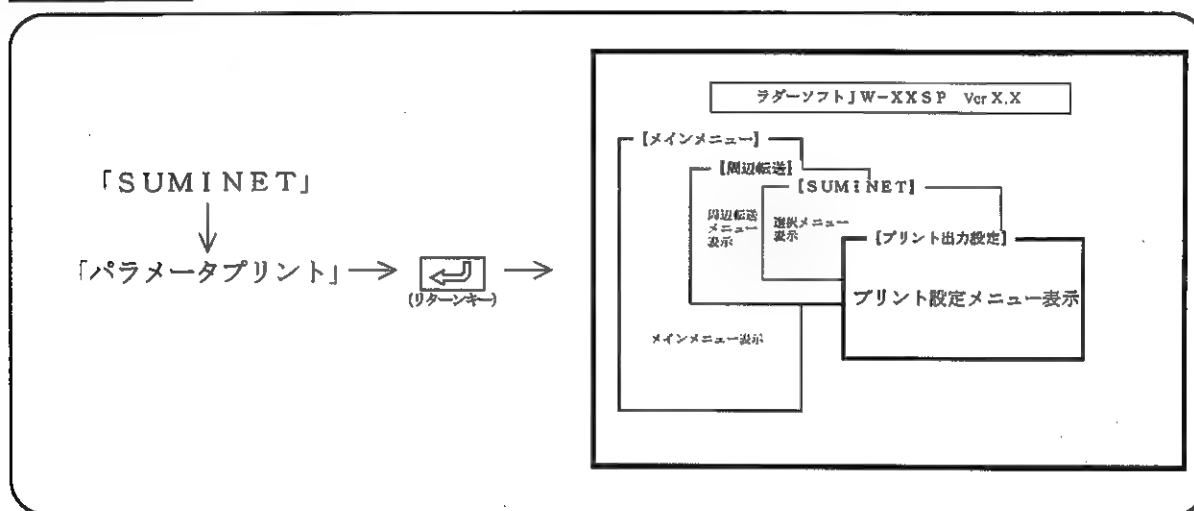 「SUMINET」
「パラメータプリント」
(リターンキー)
ラダーソフトJW-XXSP Ver X.X
【メインメニュー】
【周辺転送】
【SUMINET】
周辺転送
メニュー
表示
選択メニュー
表示
【プリント出力設定】
プリント設定メニュー表示
メインメニュー表示